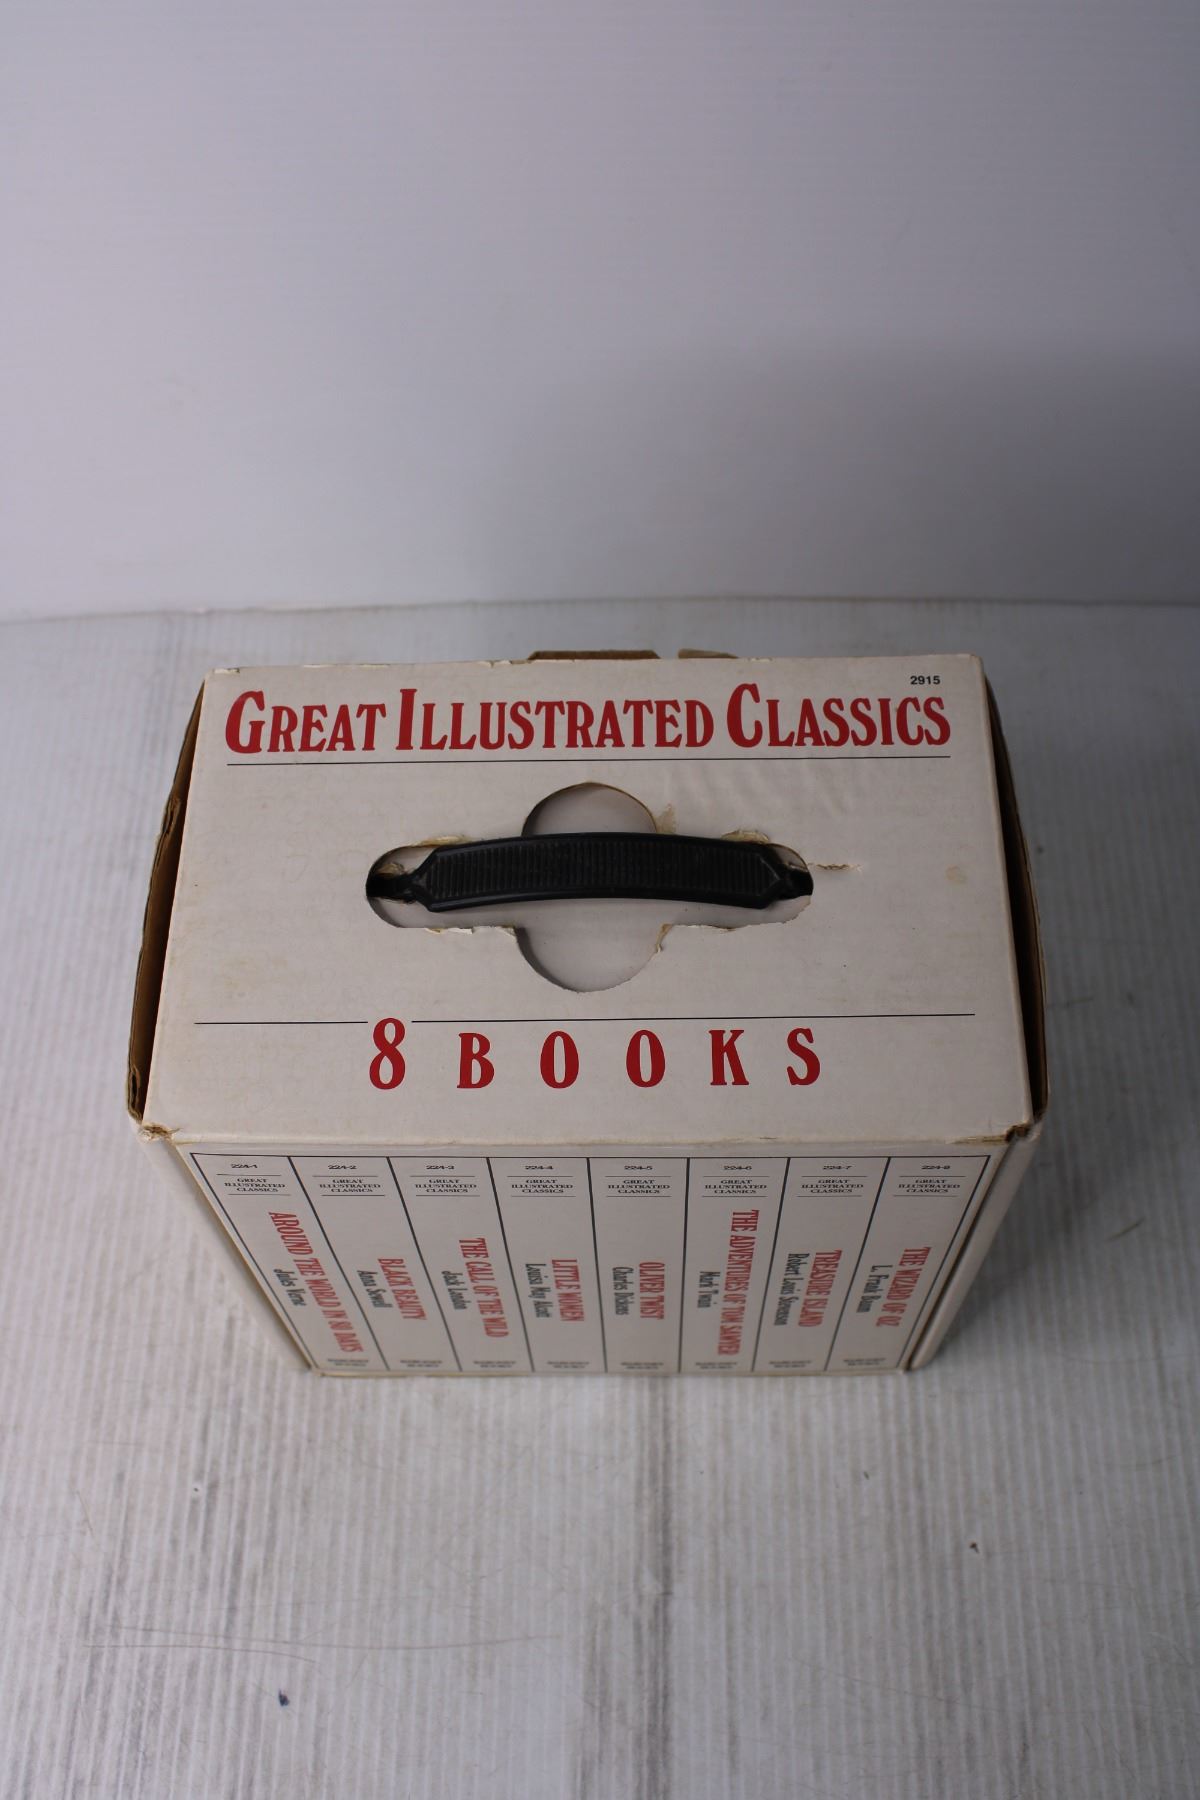 2915
GREAT ILLUSTRATED CLASSICS
8 BOOKS
224-1
GREAT
ILLUSTRATED
CLASSICS
AROUND THE WORLD IN 80 DAYS
Jules Verne
224-2
GREAT
ILLUSTRATED
CLASSICS
BLACK BEAUTY
Anna Sewell
224-3
GREAT
ILLUSTRATED
CLASSICS
THE CALL OF THE WILD
Jack London
224-4
GREAT
ILLUSTRATED
CLASSICS
LITTLE WOMEN
Louisa May Alcott
224-5
GREAT
ILLUSTRATED
CLASSICS
OLIVER TWIST
Charles Dickens
224-6
GREAT
ILLUSTRATED
CLASSICS
THE ADVENTURES OF TOM SAWYER
Mark Twain
224-7
GREAT
ILLUSTRATED
CLASSICS
TREASURE ISLAND
Robert Louis Stevenson
224-8
GREAT
ILLUSTRATED
CLASSICS
THE WIZARD OF OZ
L. Frank Baum